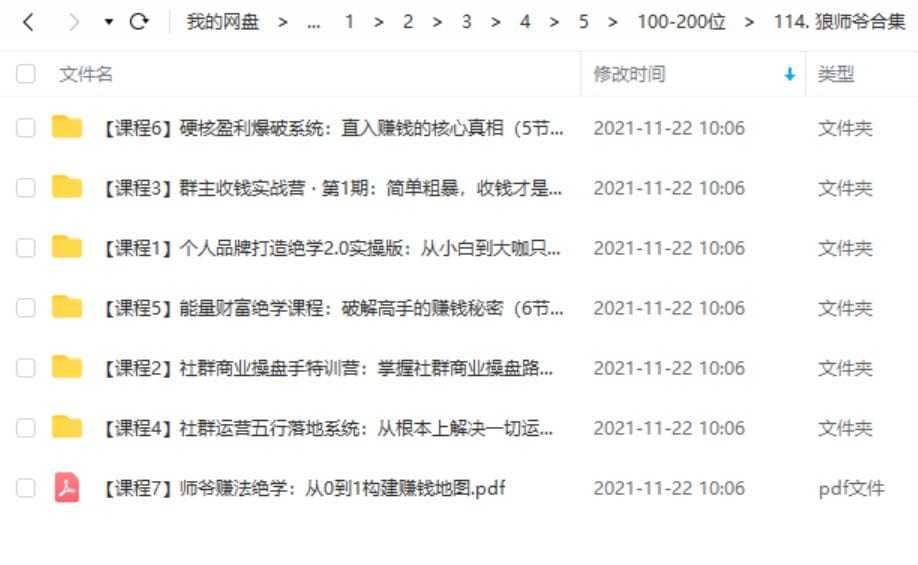 我的网盘 > ... 1 > 2 > 3 > 4 > 5 > 100-200位 > 114. 狼师爷合集
文件名 修改时间 类型
【课程6】硬核盈利爆破系统：直入赚钱的核心真相（5节... 2021-11-22 10:06 文件夹
【课程3】群主收钱实战营 · 第1期：简单粗暴，收钱才是... 2021-11-22 10:06 文件夹
【课程1】个人品牌打造绝学2.0实操版：从小白到大咖只... 2021-11-22 10:06 文件夹
【课程5】能量财富绝学课程：破解高手的赚钱秘密（6节... 2021-11-22 10:06 文件夹
【课程2】社群商业操盘手特训营：掌握社群商业操盘路... 2021-11-22 10:06 文件夹
【课程4】社群运营五行落地系统：从根本上解决一切运... 2021-11-22 10:06 文件夹
【课程7】师爷赚法绝学：从0到1构建赚钱地图.pdf 2021-11-22 10:06 pdf文件